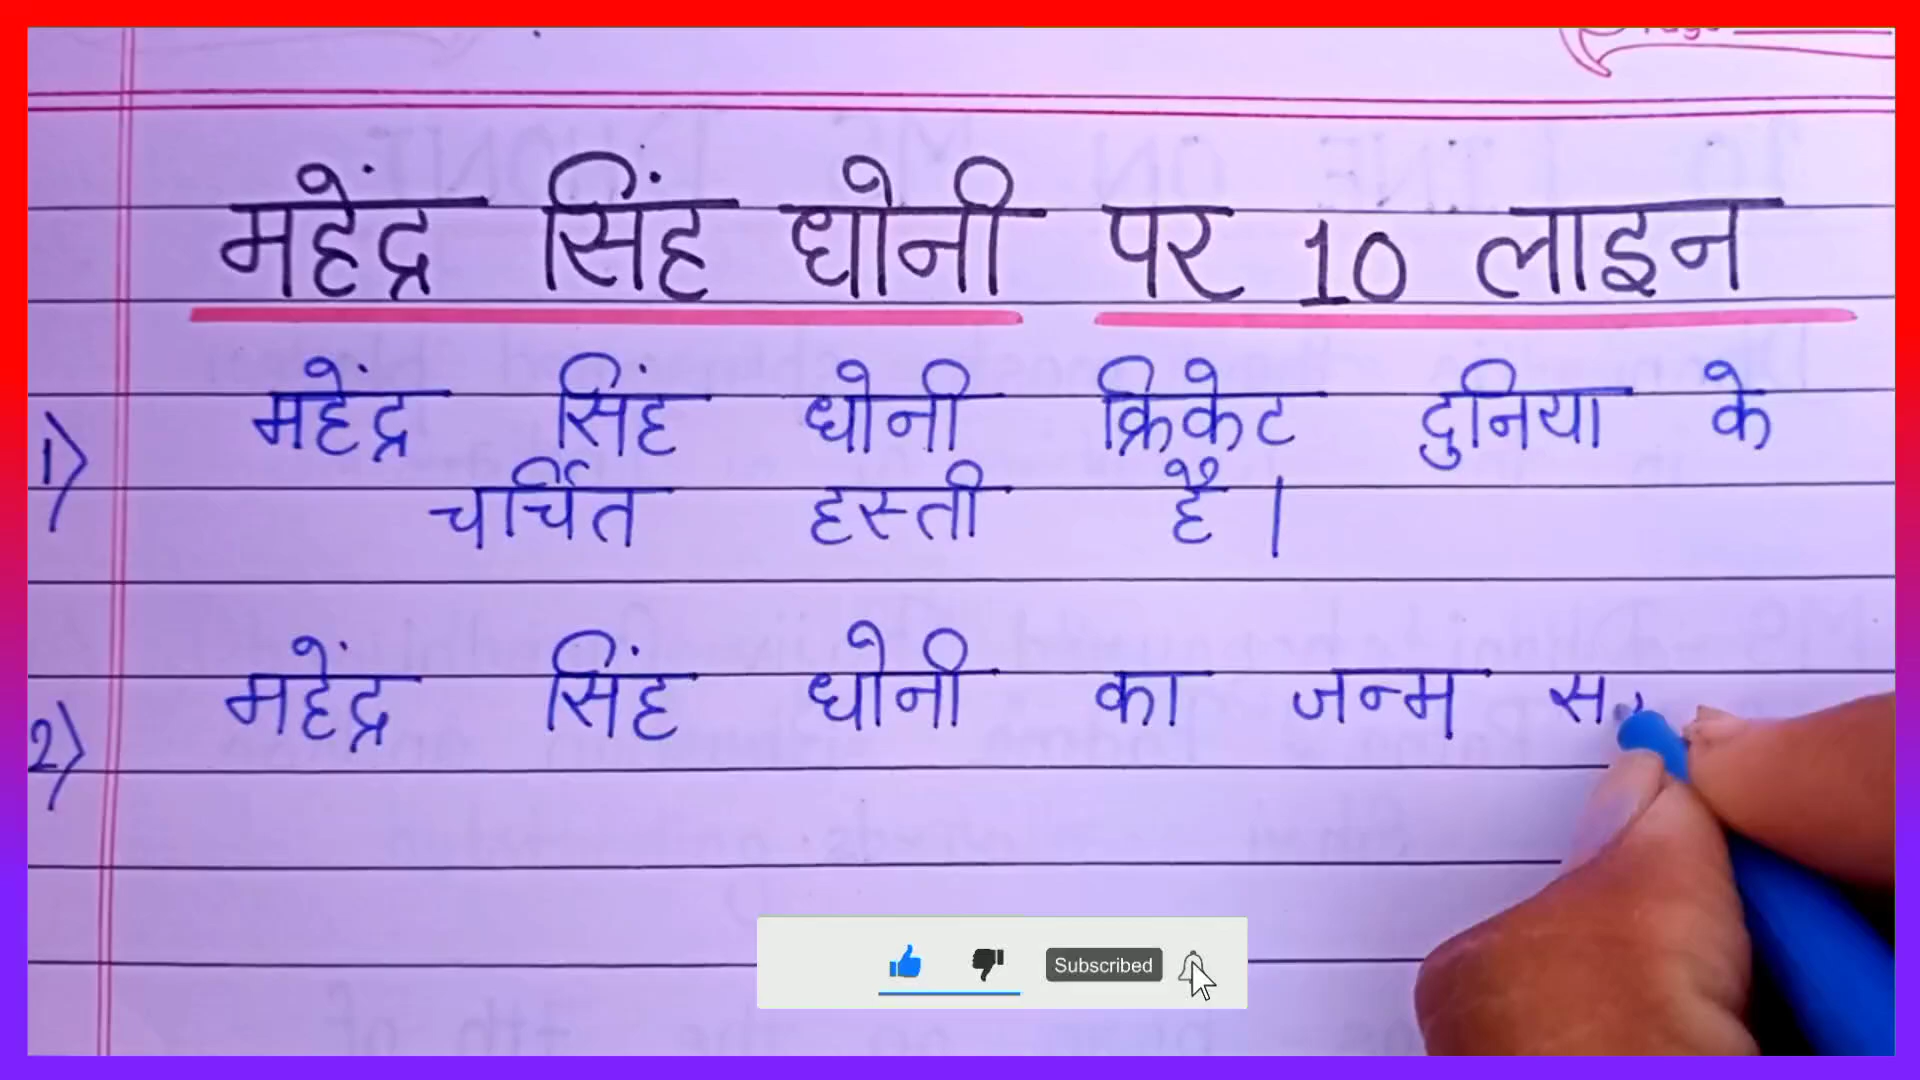 महेंद्र सिंह धोनी पर 10 लाइन
1) महेंद्र सिंह धोनी क्रिकेट दुनिया के
चर्चित हस्ती है।
2) महेंद्र सिंह धोनी का जन्म
Subscribed